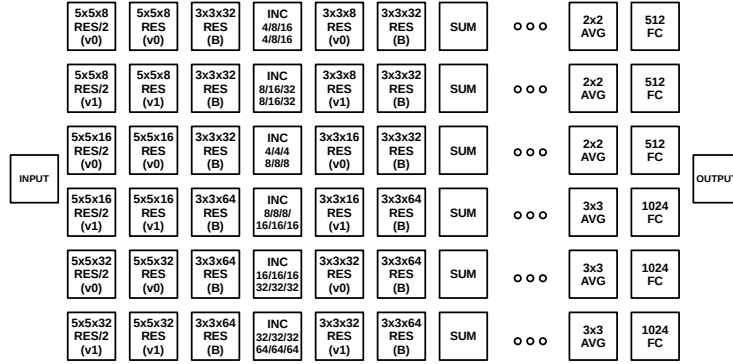 5x5x8 5x5x8 3x3x32 INC 3x3x8 3x3x32 2x2 512
RES/2 RES RES 4/8/16 RES RES SUM AVG FC
(v0) (v0) (B) 4/8/16 (v0) (B)
5x5x8 5x5x8 3x3x32 INC 3x3x8 3x3x32 2x2 512
RES/2 RES RES 8/16/32 RES RES SUM AVG FC
(v1) (v1) (B) 8/16/32 (v1) (B)
5x5x16 5x5x16 3x3x32 INC 3x3x16 3x3x32 2x2 512
RES/2 RES RES 4/4/4 RES RES SUM AVG FC
(v0) (v0) (B) 8/8/8 (v0) (B)
INPUT OUTPUT
5x5x16 5x5x16 3x3x64 INC 3x3x16 3x3x64 3x3 1024
RES/2 RES RES 8/8/8/ RES RES SUM AVG FC
(v1) (v1) (B) 16/16/16 (v1) (B)
5x5x32 5x5x32 3x3x64 INC 3x3x32 3x3x64 3x3 1024
RES/2 RES RES 16/16/16 RES RES SUM AVG FC
(v0) (v0) (B) 32/32/32 (v0) (B)
5x5x32 5x5x32 3x3x64 INC 3x3x32 3x3x64 3x3 1024
RES/2 RES RES 32/32/32 RES RES SUM AVG FC
(v1) (v1) (B) 64/64/64 (v1) (B)